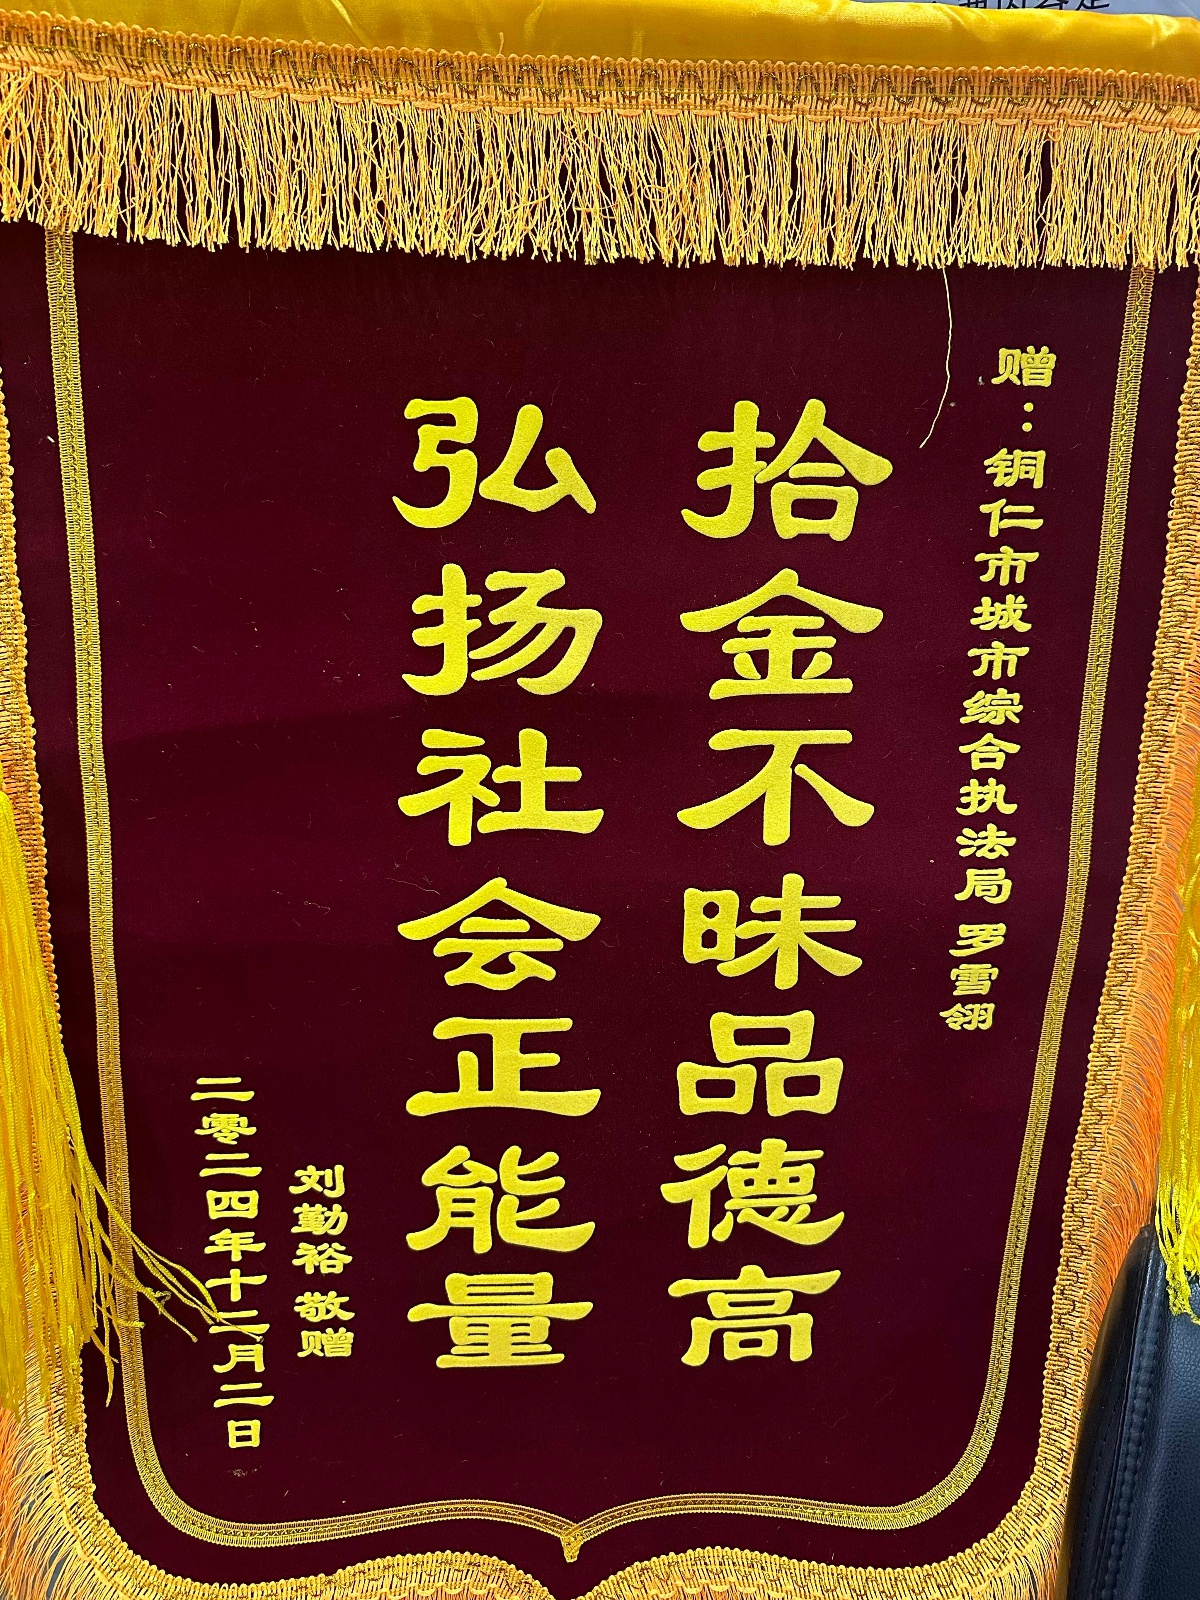 赠：铜仁市城市综合执法局 罗雪翎
拾金不昧品德高
弘扬社会正能量
刘勤裕 敬赠
二零二四年十二月二日